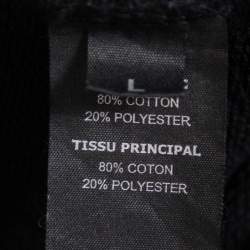 L
80% COTTON
20% POLYESTER
TISSU PRINCIPAL
80% COTON
20% POLYESTER